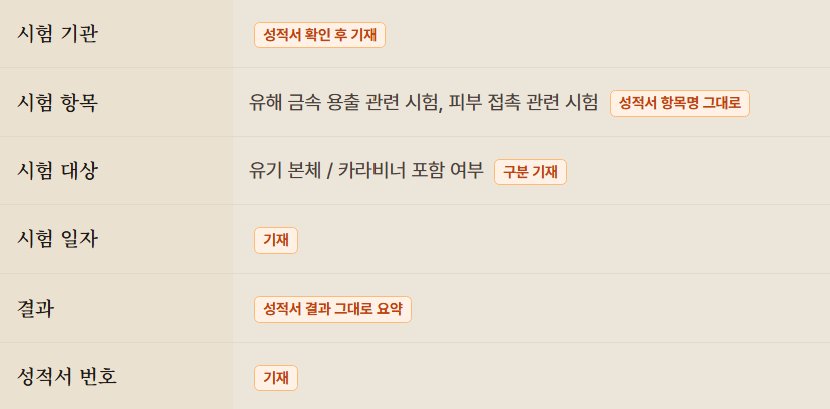 시험 기관 성적서 확인 후 기재
시험 항목 유해 금속 용출 관련 시험, 피부 접촉 관련 시험 성적서 항목명 그대로
시험 대상 유기 본체 / 카라비너 포함 여부 구분 기재
시험 일자 기재
결과 성적서 결과 그대로 요약
성적서 번호 기재